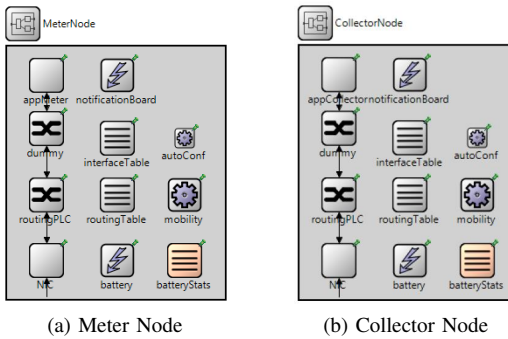 MeterNode
appMeter notificationBoard
dummy interfaceTable autoConf
routingPLC routingTable mobility
NIC battery batteryStats
(a) Meter Node
CollectorNode
appCollector notificationBoard
dummy interfaceTable autoConf
routingPLC routingTable mobility
NIC battery batteryStats
(b) Collector Node